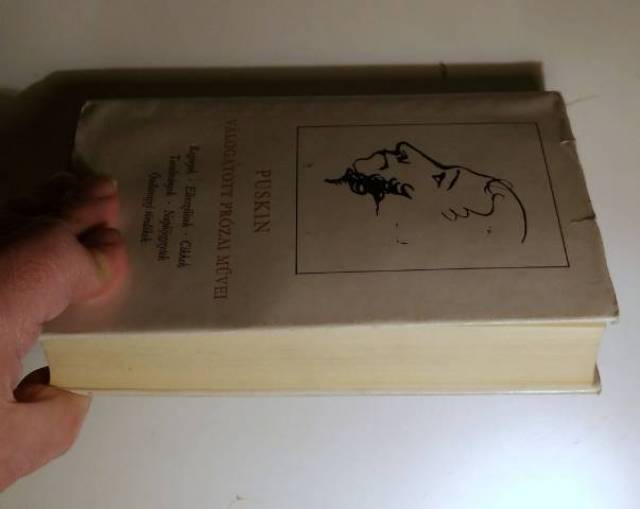 PUSKIN
VÁLOGATOTT PRÓZAI MŰVEI
Regények · Elbeszélések · Cikkek
Tanulmányok · Naplójegyzetek
Önéletrajzi töredékek